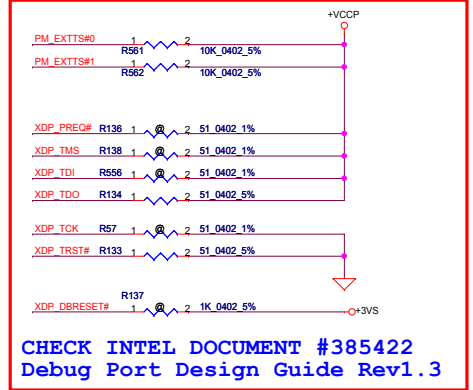 +VCCP
PM_EXTTS#0 1 2
R561 10K_0402_5%
PM_EXTTS#1 1 2
R562 10K_0402_5%
XDP_PREQ# R136 1 @ 2 51_0402_1%
XDP_TMS R138 1 @ 2 51_0402_1%
XDP_TDI R556 1 @ 2 51_0402_1%
XDP_TDO R134 1 @ 2 51_0402_5%
XDP_TCK R57 1 @ 2 51_0402_1%
XDP_TRST# R133 1 @ 2 51_0402_5%
R137
XDP_DBRESET# 1 @ 2 1K_0402_5% +3VS
CHECK INTEL DOCUMENT #385422
Debug Port Design Guide Rev1.3